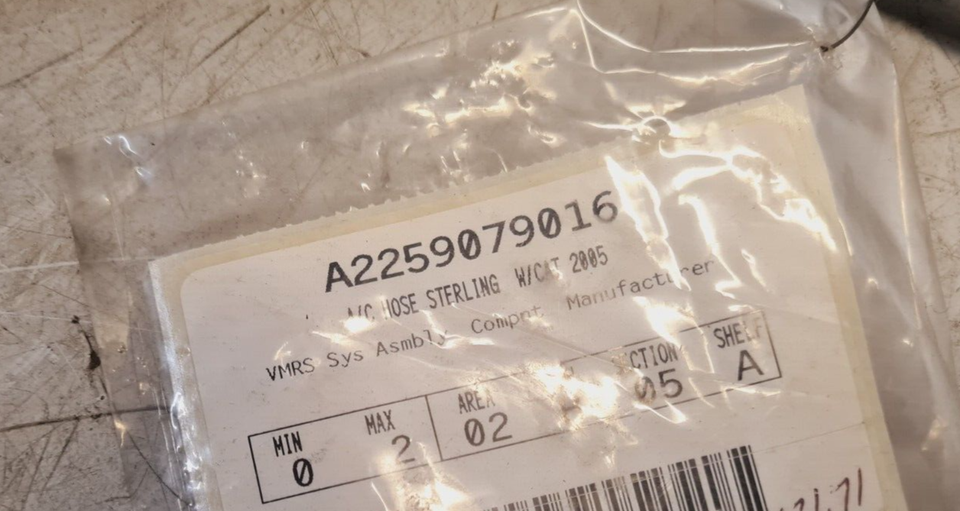 A2259079016
A/C HOSE STERLING W/CAT 2005
VMRS Sys Asmbly Compnt Manufacturer
MIN MAX AREA SHELF
0 2 02 05 A